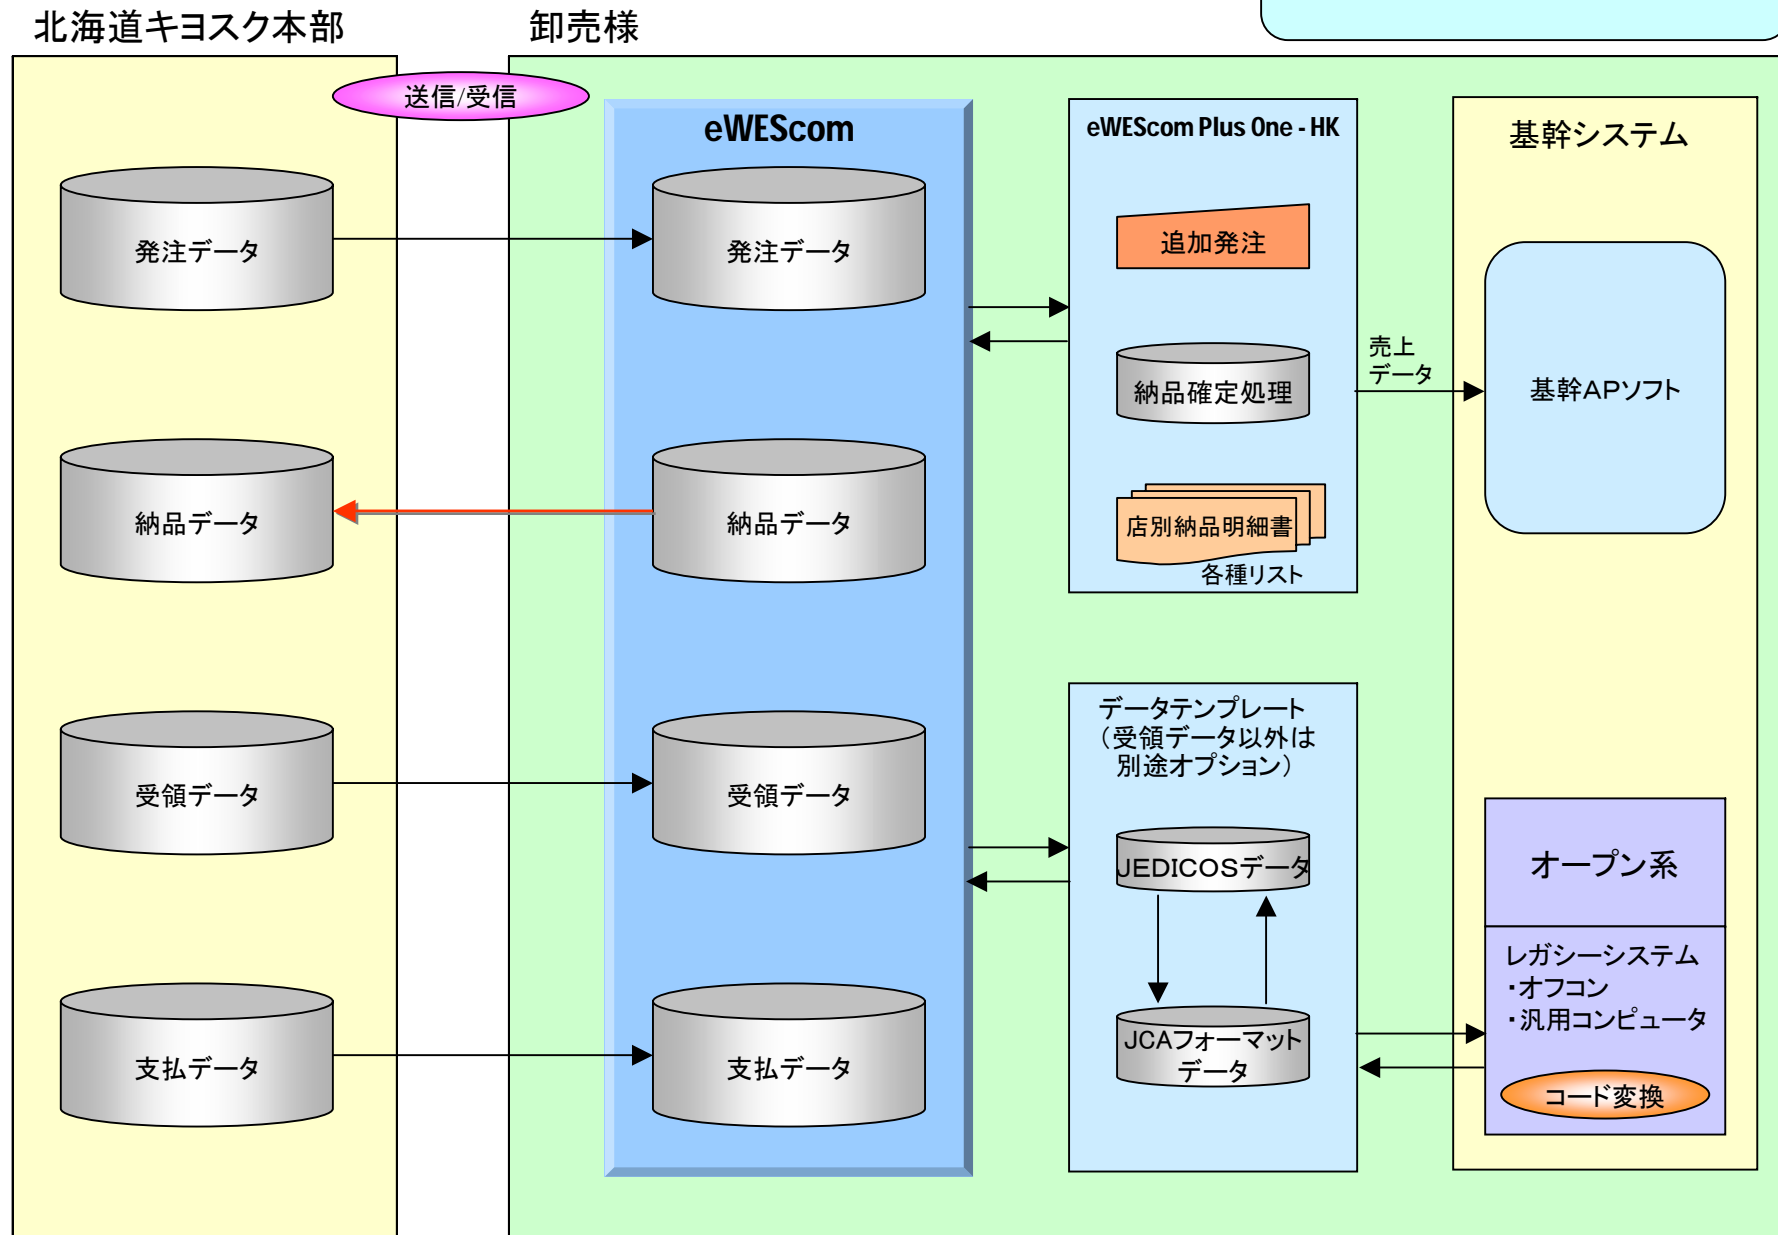 北海道キヨスク本部
卸売様
送信/受信
発注データ
納品データ
受領データ
支払データ
eWEScom
発注データ
納品データ
受領データ
支払データ
eWEScom Plus One - HK
追加発注
納品確定処理
店別納品明細書
各種リスト
売上
データ
データテンプレート
（受領データ以外は
別途オプション）
JEDICOSデータ
JCAフォーマット
データ
基幹システム
基幹APソフト
オープン系
レガシーシステム
・オフコン
・汎用コンピュータ
コード変換